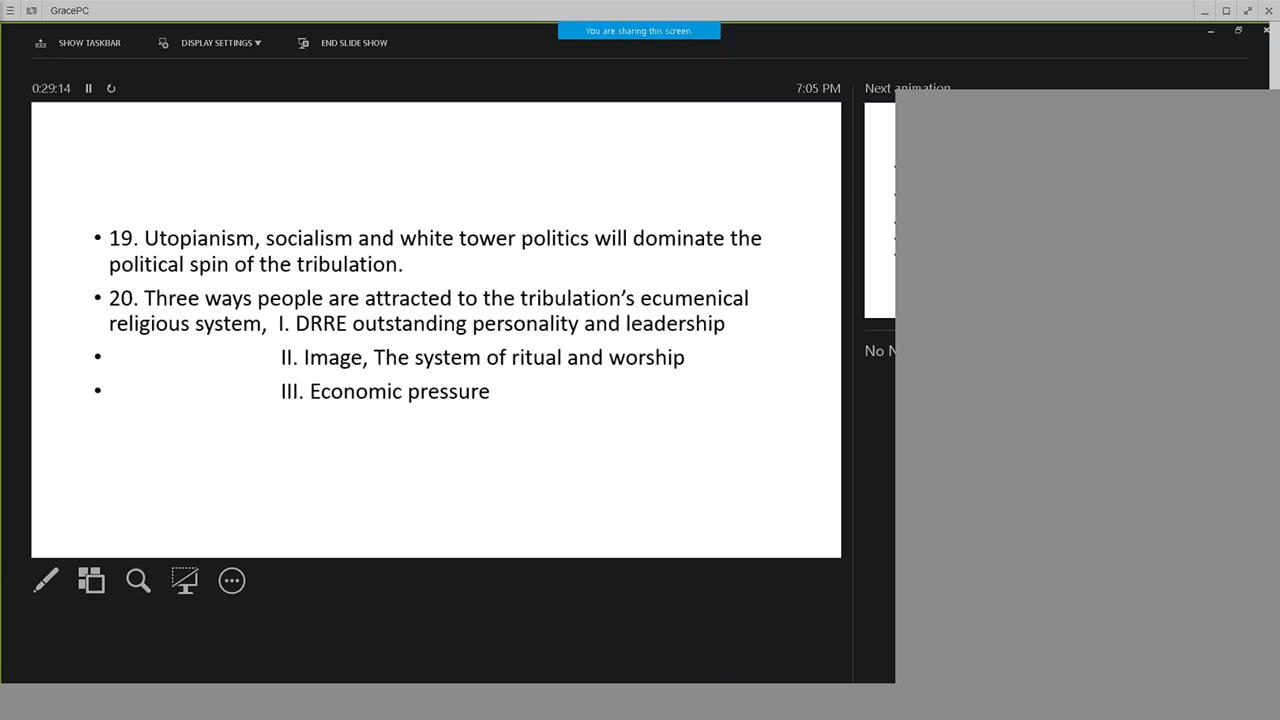 GracePC
You are sharing this screen.
SHOW TASKBAR
DISPLAY SETTINGS ▼
END SLIDE SHOW
0:29:14
7:05 PM
Next animation
• 19. Utopianism, socialism and white tower politics will dominate the
political spin of the tribulation.
• 20. Three ways people are attracted to the tribulation’s ecumenical
religious system, I. DRRE outstanding personality and leadership
• II. Image, The system of ritual and worship
• III. Economic pressure
No